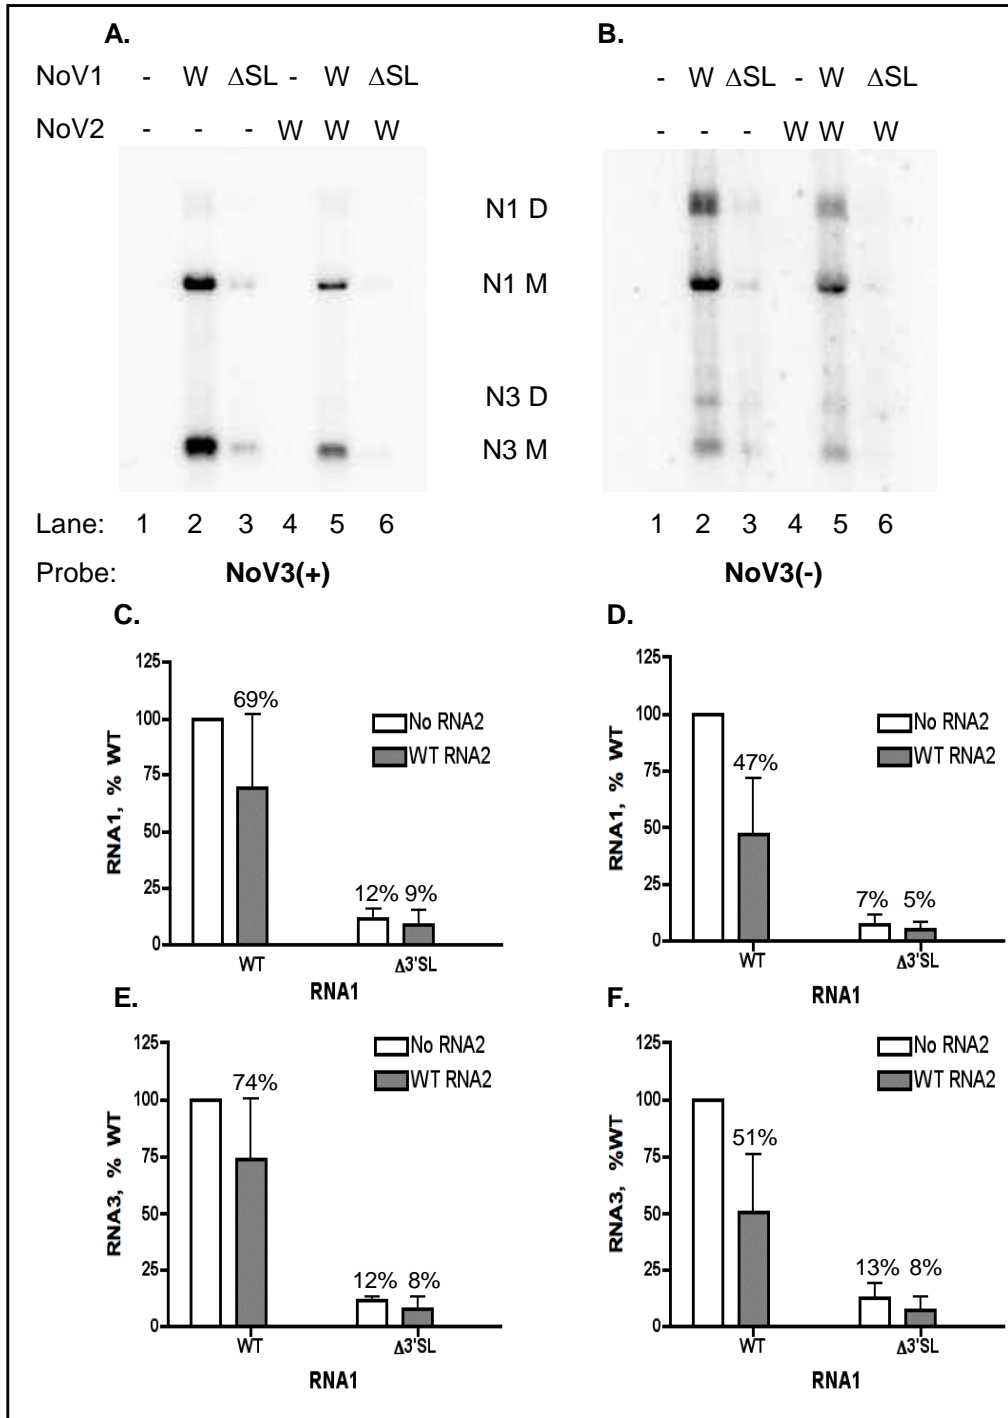 A.
B.
NoV1 - W ΔSL - W ΔSL
- W ΔSL - W ΔSL
NoV2 - - - W W W
- - - W W W
N1 D
N1 M
N3 D
N3 M
Lane: 1 2 3 4 5 6
1 2 3 4 5 6
Probe: NoV3(+)
NoV3(-)
C.
125
100
75
50
25
0
RNA1, % WT
69%
12% 9%
No RNA2
WT RNA2
WT Δ3'SL
RNA1
D.
125
100
75
50
25
0
RNA1, % WT
47%
7% 5%
No RNA2
WT RNA2
WT Δ3'SL
RNA1
E.
125
100
75
50
25
0
RNA3, % WT
74%
12% 8%
No RNA2
WT RNA2
WT Δ3'SL
RNA1
F.
125
100
75
50
25
0
RNA3, %WT
51%
13% 8%
No RNA2
WT RNA2
WT Δ3'SL
RNA1